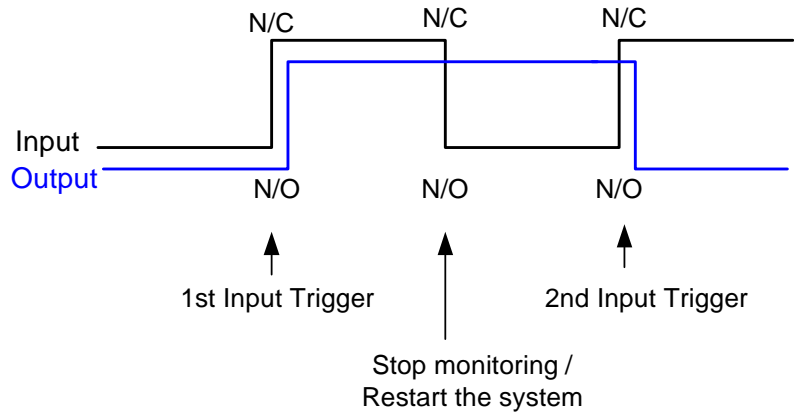 N/C N/C N/C
Input
Output
N/O N/O N/O
1st Input Trigger 2nd Input Trigger
Stop monitoring /
Restart the system